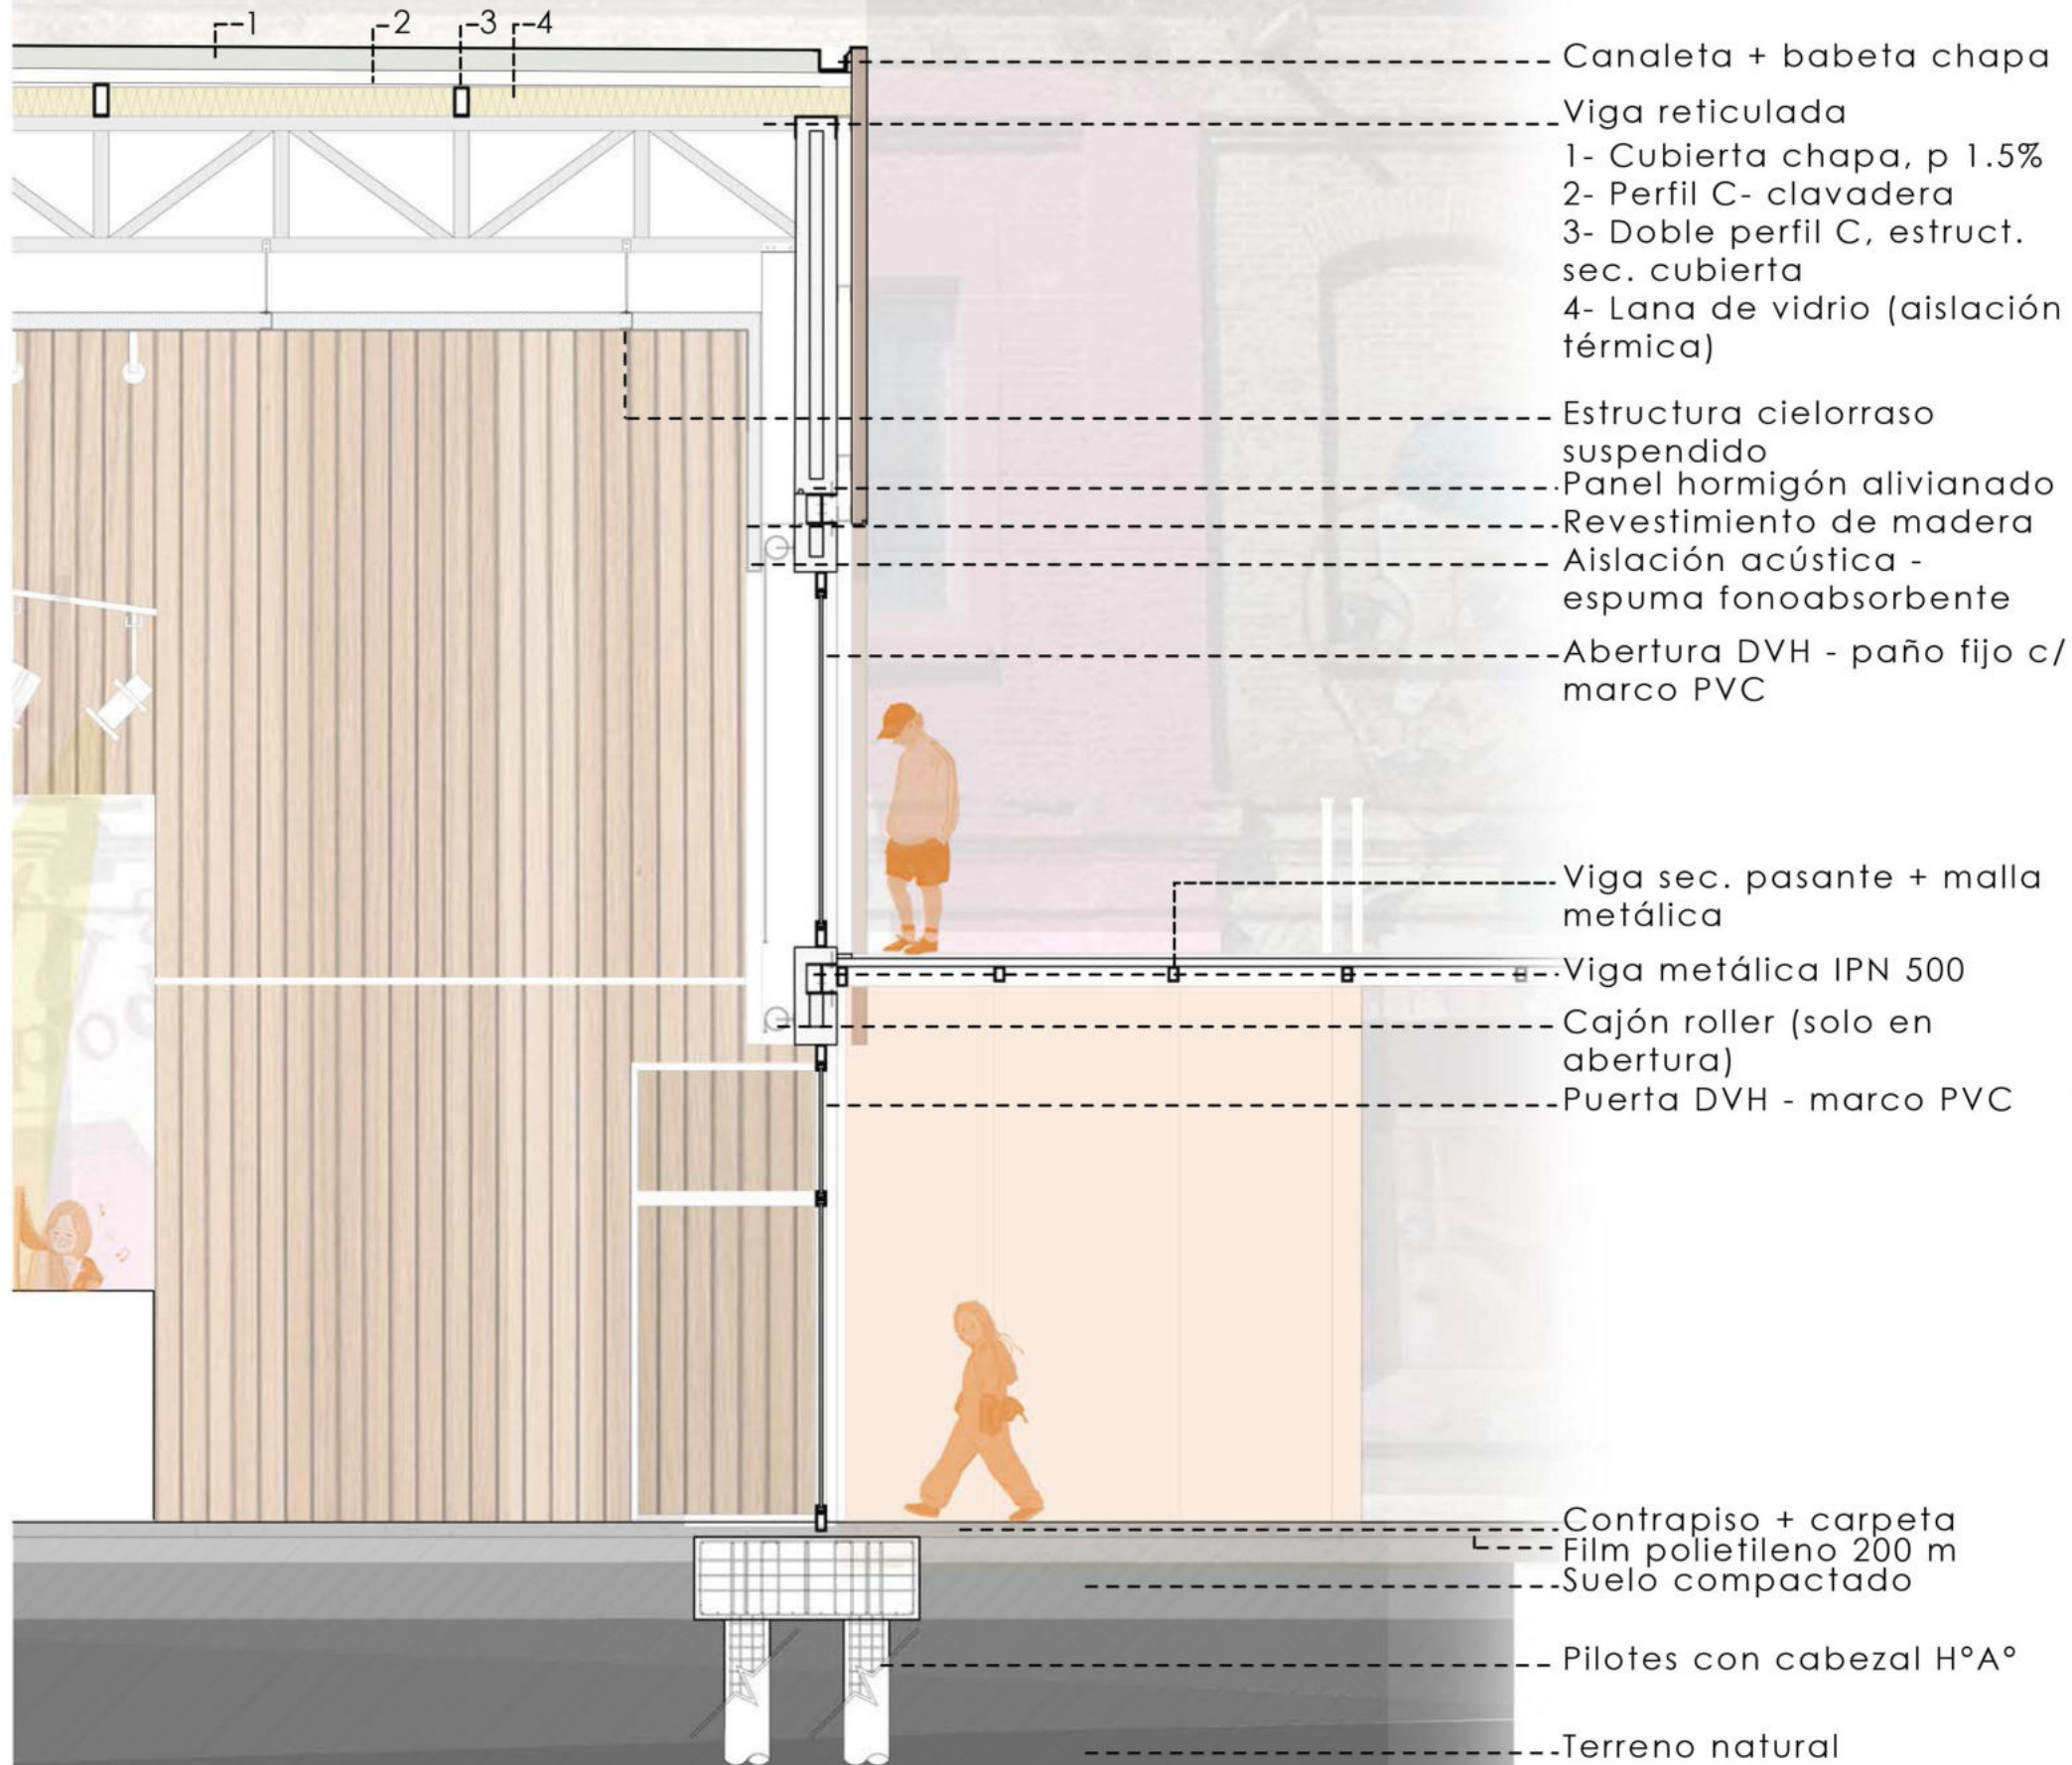 1
2
3
4
Canaleta + babeta chapa
Viga reticulada
1- Cubierta chapa, p 1.5%
2- Perfil C- clavadera
3- Doble perfil C, estruct.
sec. cubierta
4- Lana de vidrio (aislación
térmica)
Estructura cielorraso
suspendido
Panel hormigón alivianado
Revestimiento de madera
Aislación acústica -
espuma fonoabsorbente
Abertura DVH - paño fijo c/
marco PVC
Viga sec. pasante + malla
metálica
Viga metálica IPN 500
Cajón roller (solo en
abertura)
Puerta DVH - marco PVC
Contrapiso + carpeta
Film polietileno 200 m
Suelo compactado
Pilotes con cabezal H°A°
Terreno natural